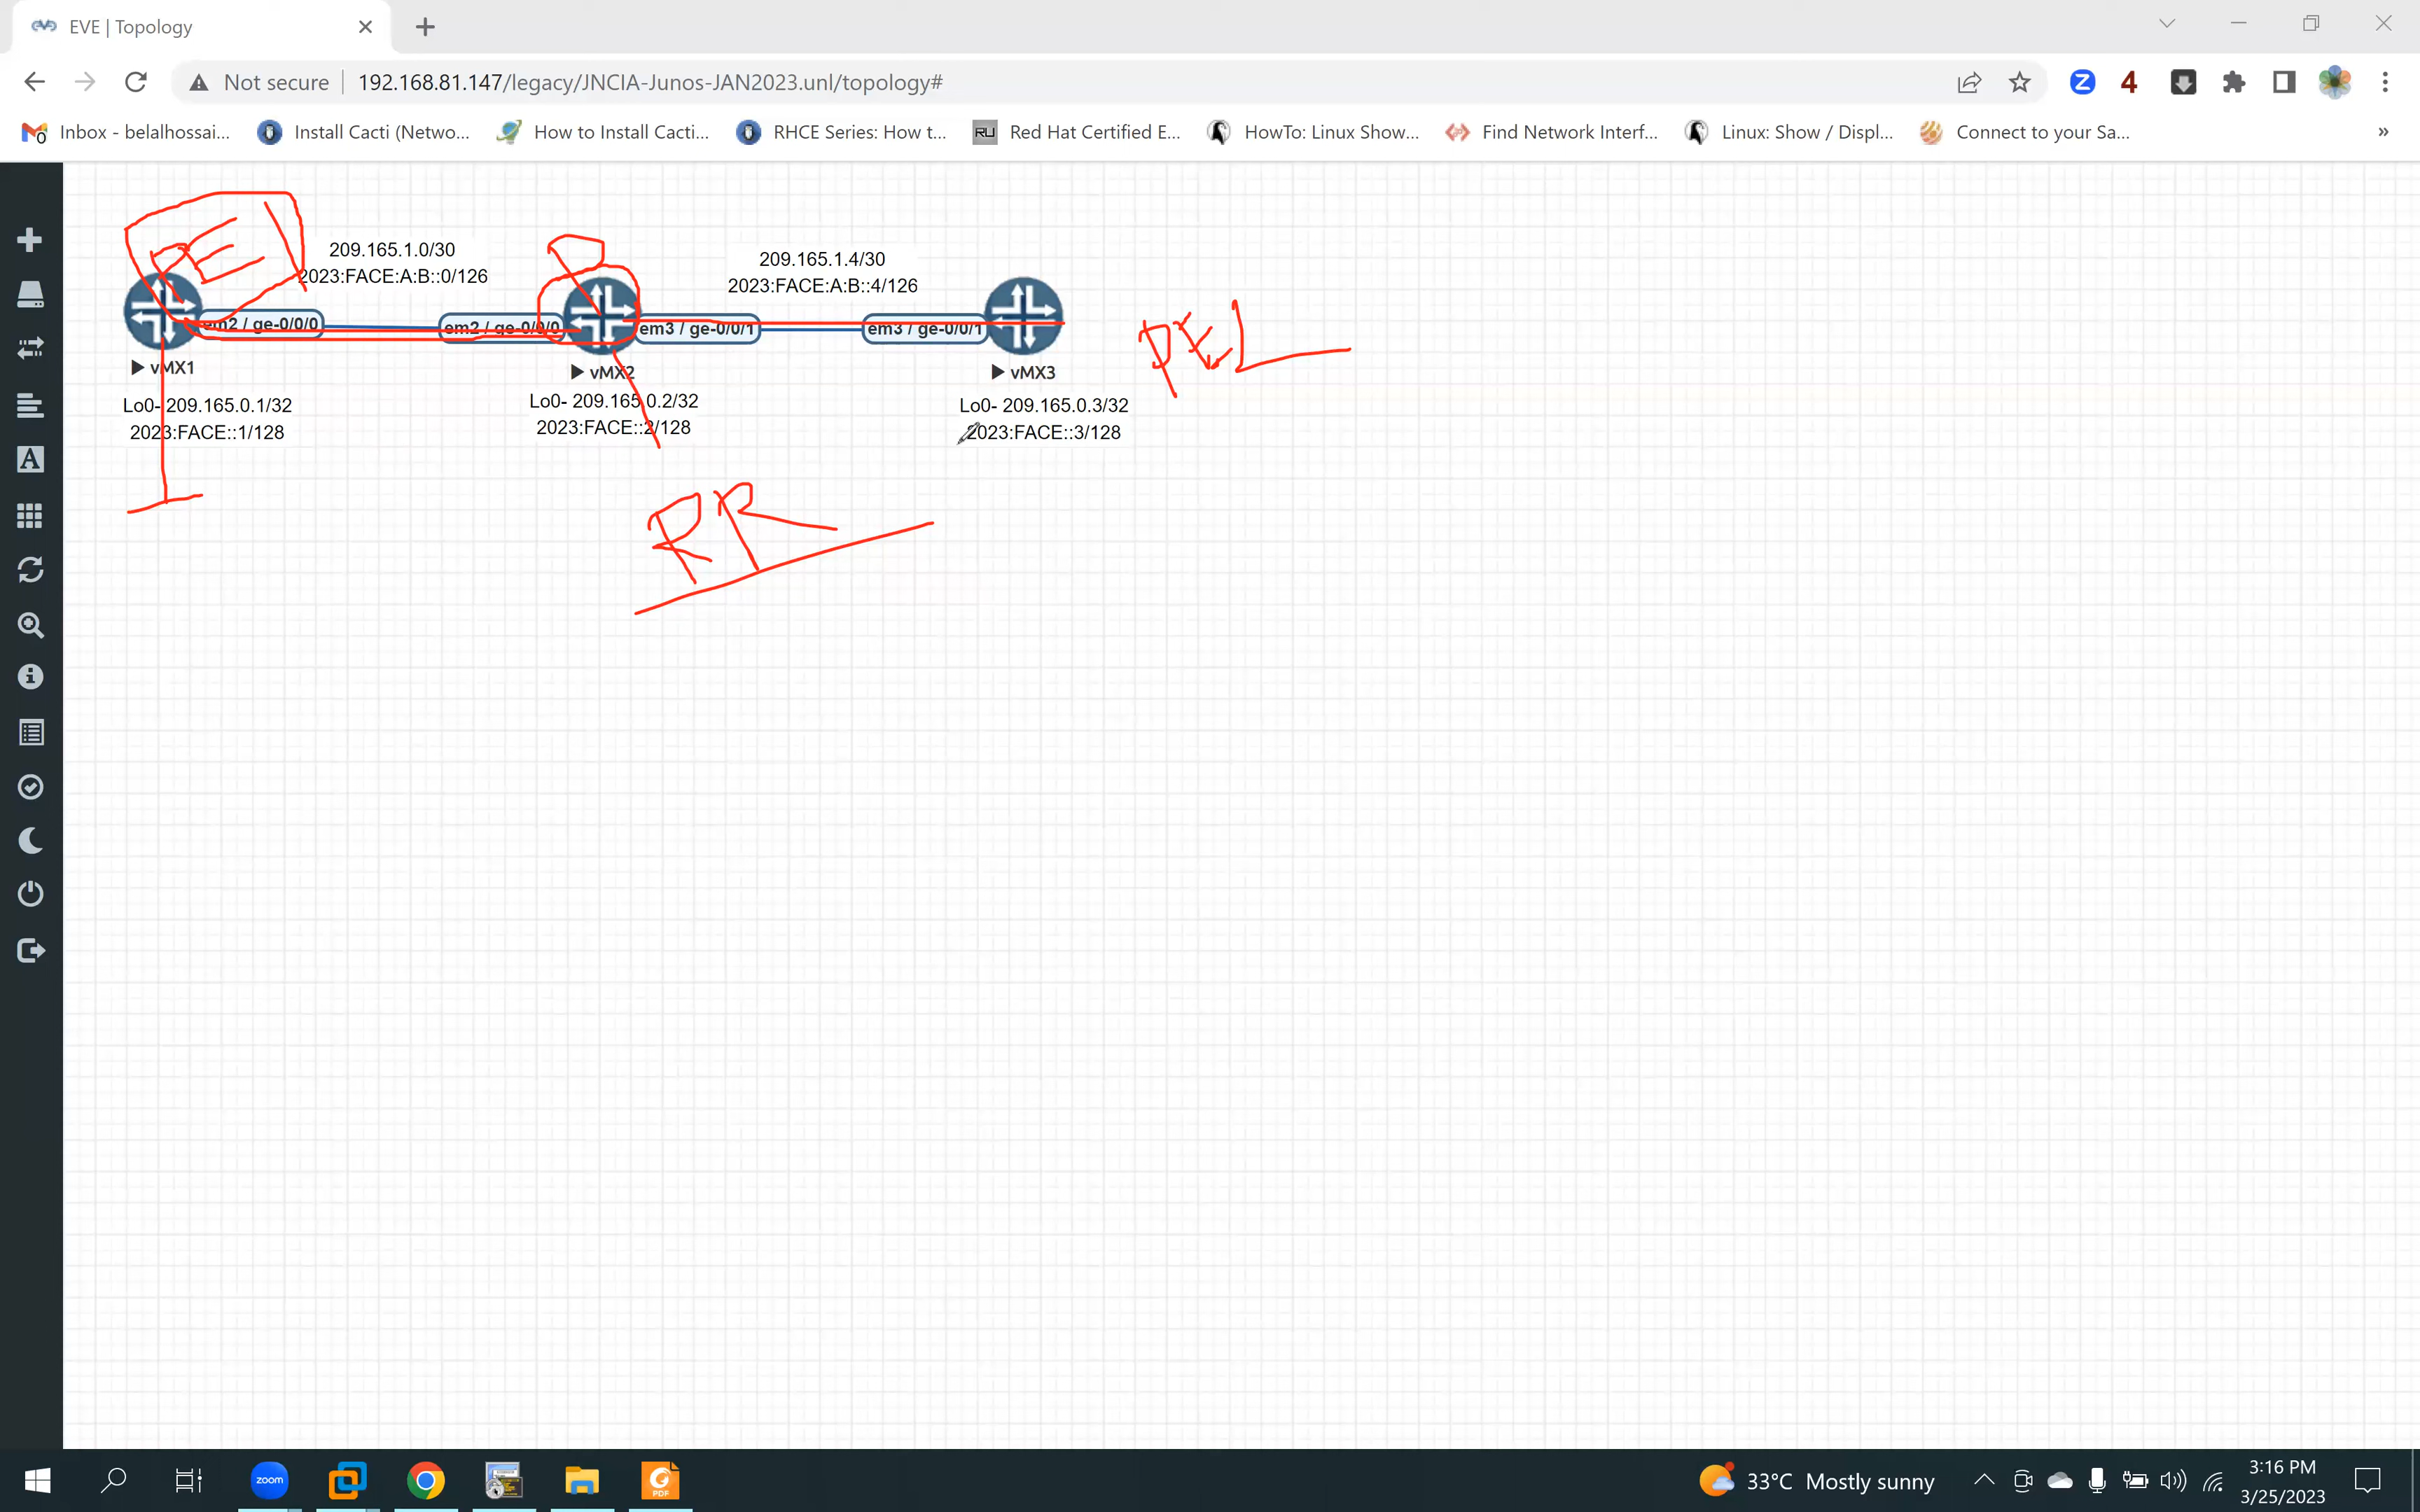 EVE | Topology
Not secure 192.168.81.147/legacy/JNCIA-Junos-JAN2023.unl/topology#
4
Inbox - belalhossai... Install Cacti (Netwo... How to Install Cacti... RHCE Series: How t... RU Red Hat Certified E... HowTo: Linux Show... Find Network Interf... Linux: Show / Displ... Connect to your Sa... »
PE1
209.165.1.0/30
2023:FACE:A:B::0/126
P
209.165.1.4/30
2023:FACE:A:B::4/126
em2 / ge-0/0/0
em2 / ge-0/0/0
em3 / ge-0/0/1
em3 / ge-0/0/1
vMX1
vMX2
vMX3
Lo0- 209.165.0.1/32
2023:FACE::1/128
Lo0- 209.165.0.2/32
2023:FACE::2/128
Lo0- 209.165.0.3/32
2023:FACE::3/128
RR
zoom
PDF
33°C Mostly sunny
3:16 PM
3/25/2023